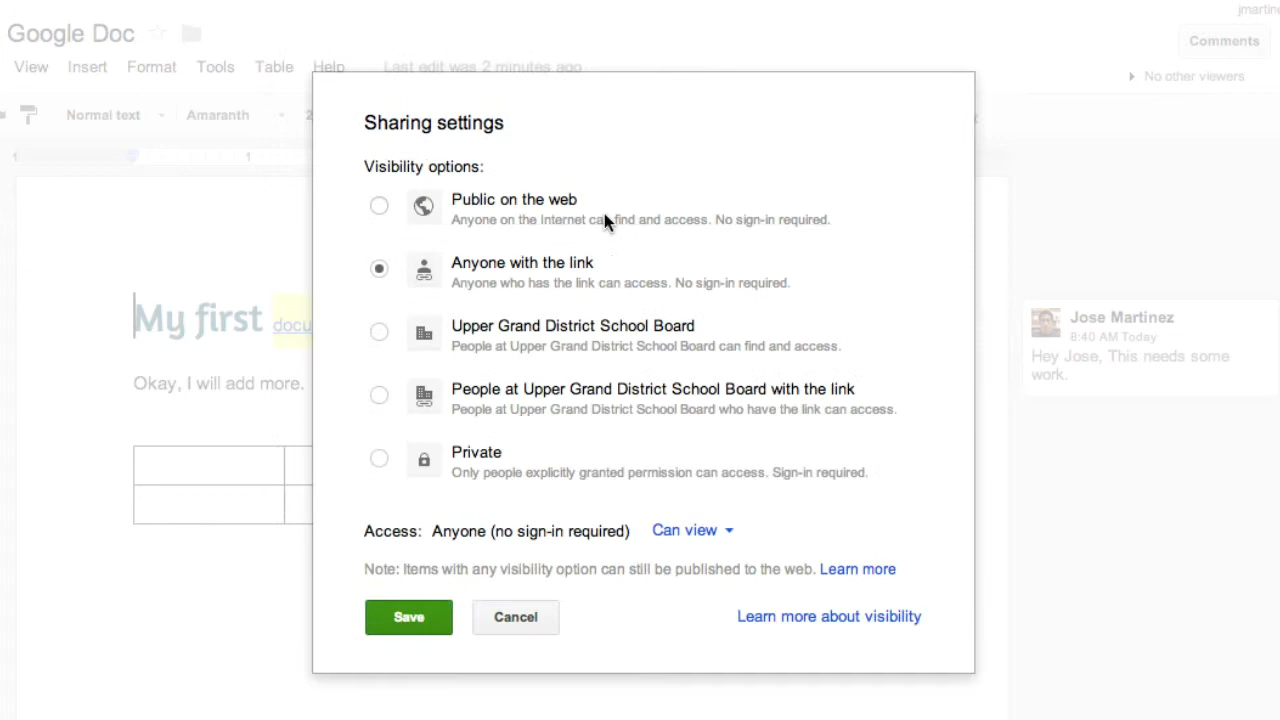 jmartine
Google Doc
Comments
View Insert Format Tools Table Help Last edit was 2 minutes ago
No other viewers
Normal text Amaranth 2
Sharing settings
Visibility options:
Public on the web
Anyone on the Internet can find and access. No sign-in required.
Anyone with the link
Anyone who has the link can access. No sign-in required.
Upper Grand District School Board
People at Upper Grand District School Board can find and access.
People at Upper Grand District School Board with the link
People at Upper Grand District School Board who have the link can access.
Private
Only people explicitly granted permission can access. Sign-in required.
Access: Anyone (no sign-in required) Can view
Note: Items with any visibility option can still be published to the web. Learn more
Save Cancel Learn more about visibility
My first docu
Okay, I will add more.
Jose Martinez
8:40 AM Today
Hey Jose, This needs some
work.